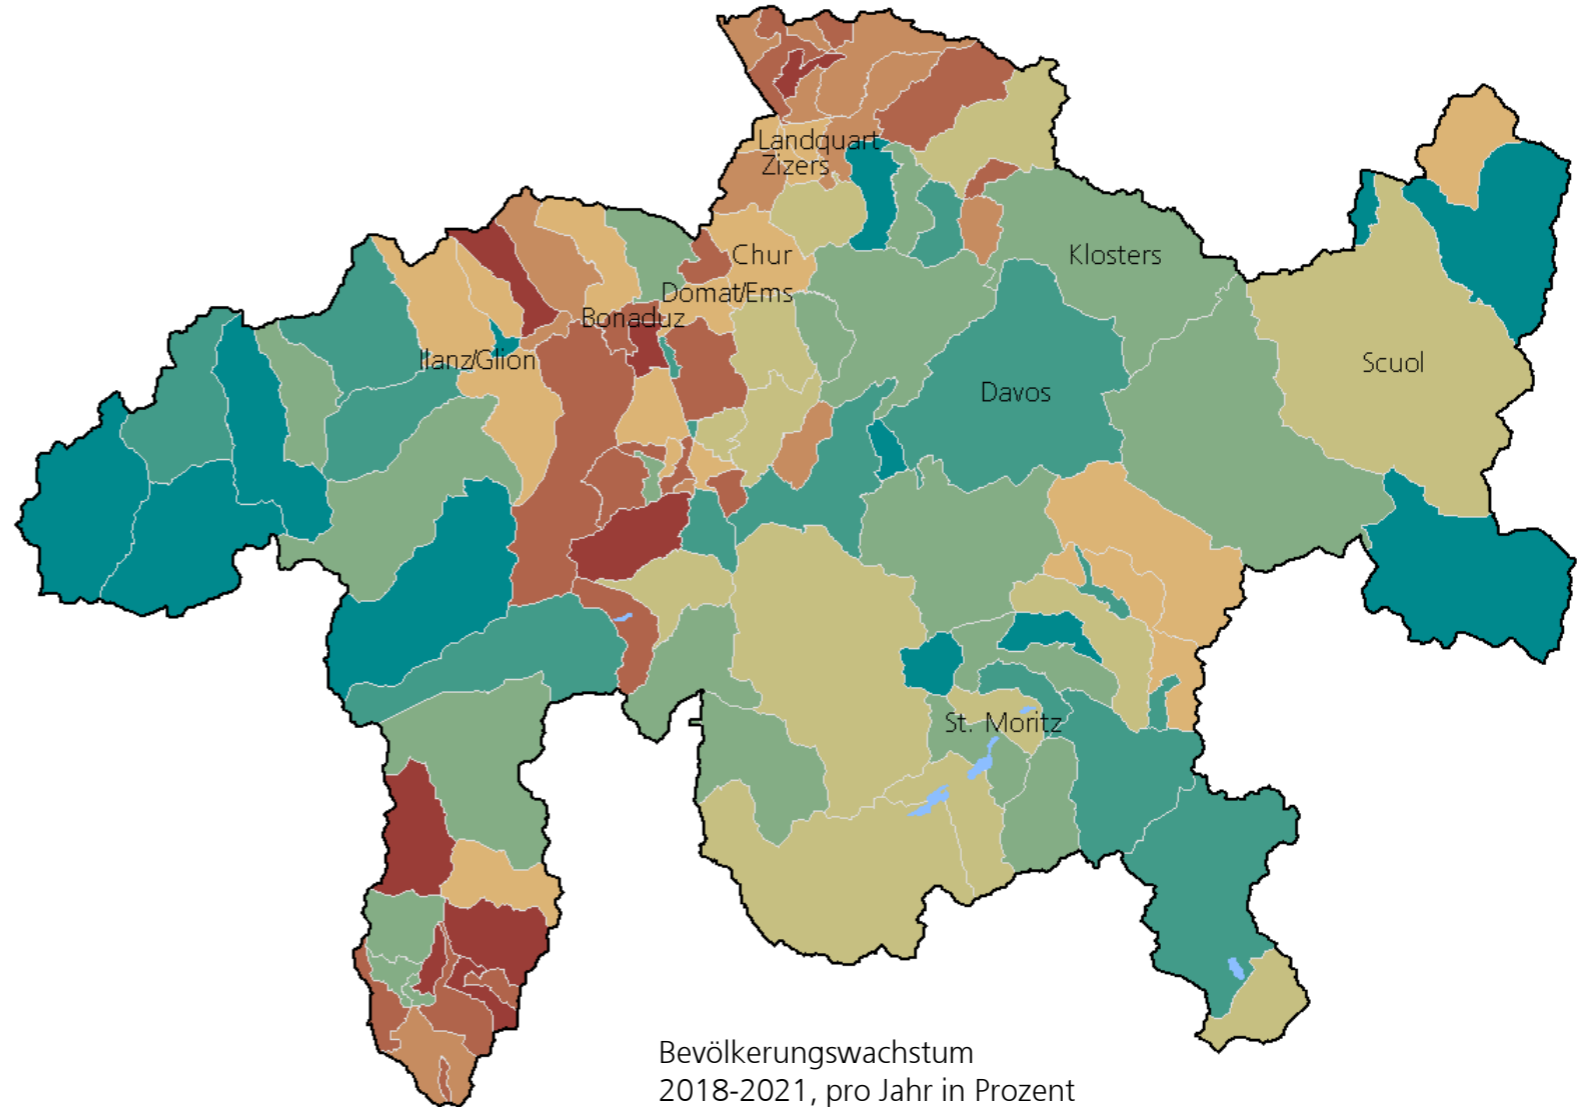 Landquart
Zizers
Chur
Klosters
Domat/Ems
Bonaduz
Ilanz/Glion
Scuol
Davos
St. Moritz
Bevölkerungswachstum
2018-2021, pro Jahr in Prozent